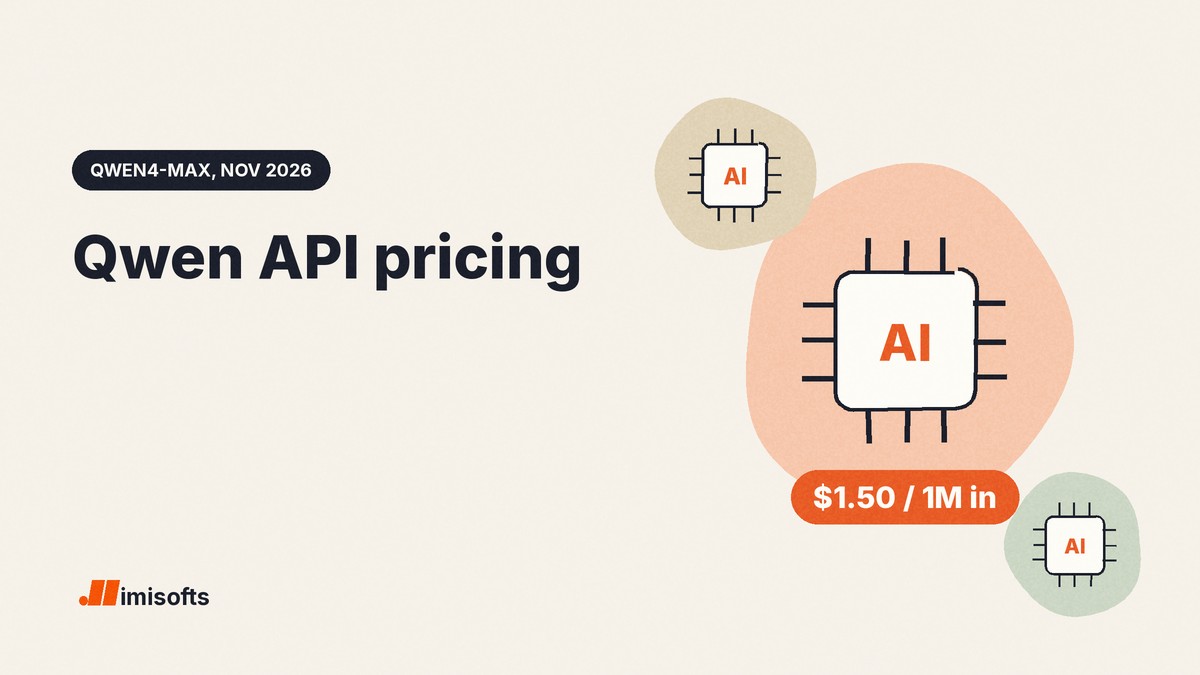 QWEN4-MAX, NOV 2026
Qwen API pricing
AI
AI
$1.50 / 1M in
AI
imisofts